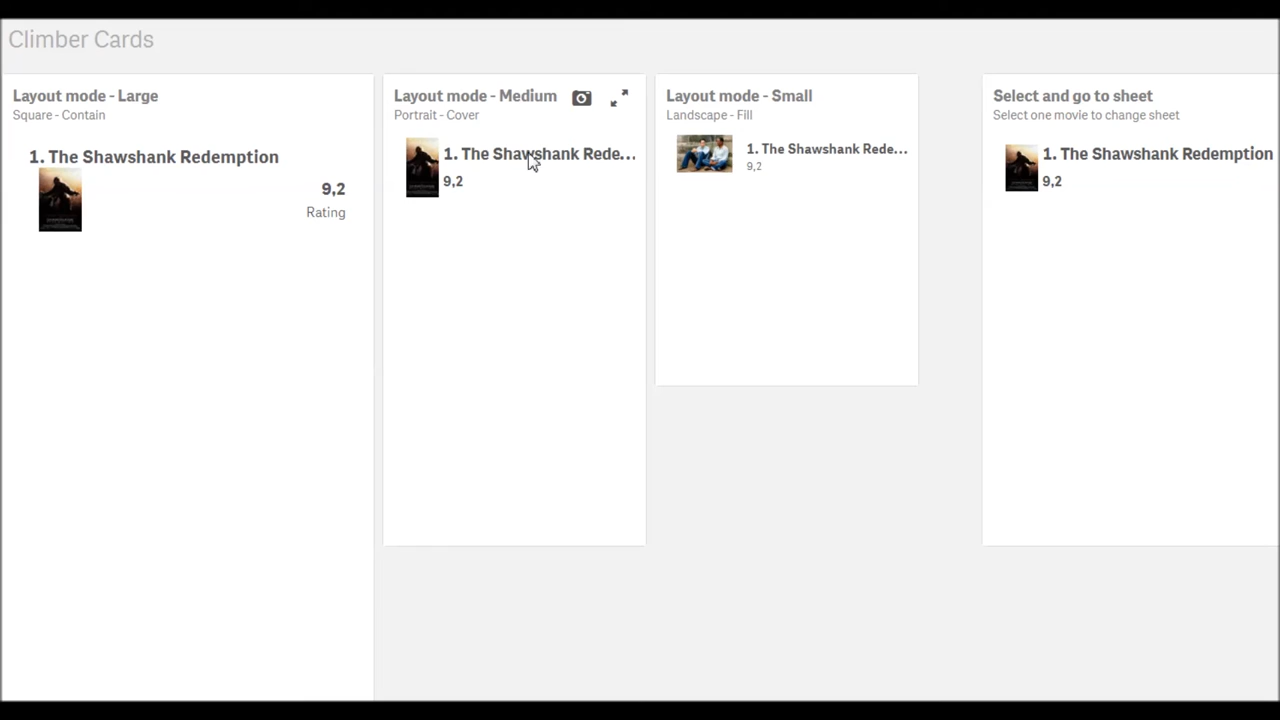 Climber Cards
Layout mode - Large
Square - Contain
1. The Shawshank Redemption
9,2
Rating
Layout mode - Medium
Portrait - Cover
1. The Shawshank Rede...
9,2
Layout mode - Small
Landscape - Fill
1. The Shawshank Rede...
9,2
Select and go to sheet
Select one movie to change sheet
1. The Shawshank Redemption
9,2